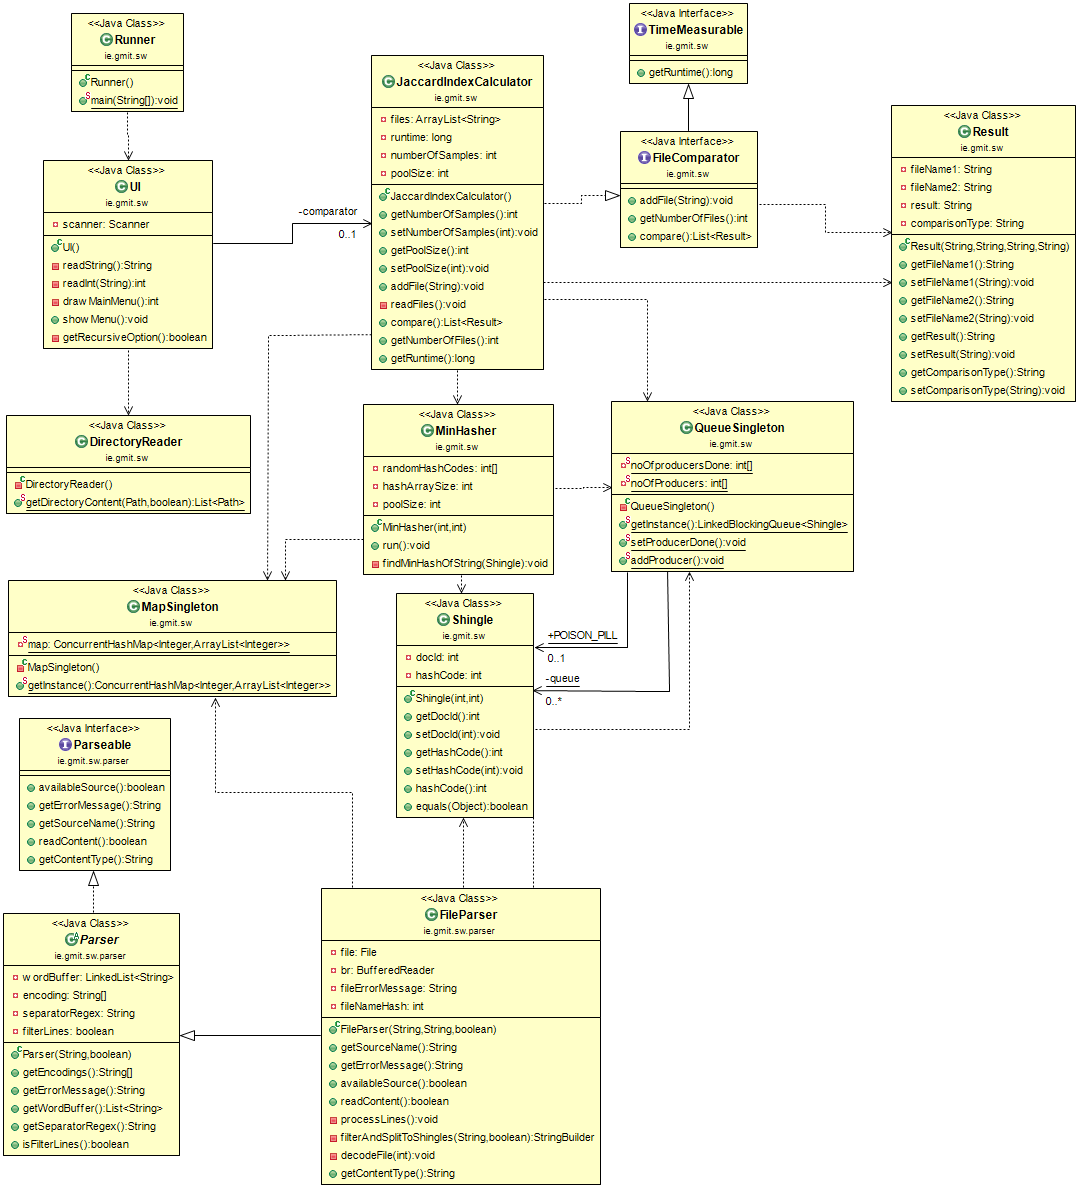 <<Java Class>>
Runner
ie.gmit.sw
Runner()
main(String[]):void
<<Java Class>>
UI
ie.gmit.sw
scanner: Scanner
UI()
readString():String
readInt(String):int
drawMainMenu():int
showMenu():void
getRecursiveOption():boolean
-comparator
0..1
<<Java Class>>
JaccardIndexCalculator
ie.gmit.sw
files: ArrayList<String>
runtime: long
numberOfSamples: int
poolSize: int
JaccardIndexCalculator()
getNumberOfSamples():int
setNumberOfSamples(int):void
getPoolSize():int
setPoolSize(int):void
addFile(String):void
readFiles():void
compare():List<Result>
getNumberOfFiles():int
getRuntime():long
<<Java Interface>>
TimeMeasurable
ie.gmit.sw
getRuntime():long
<<Java Interface>>
FileComparator
ie.gmit.sw
addFile(String):void
getNumberOfFiles():int
compare():List<Result>
<<Java Class>>
Result
ie.gmit.sw
fileName1: String
fileName2: String
result: String
comparisonType: String
Result(String,String,String,String)
getFileName1():String
setFileName1(String):void
getFileName2():String
setFileName2(String):void
getResult():String
setResult(String):void
getComparisonType():String
setComparisonType(String):void
<<Java Class>>
DirectoryReader
ie.gmit.sw
DirectoryReader()
getDirectoryContent(Path,boolean):List<Path>
<<Java Class>>
MinHasher
ie.gmit.sw
randomHashCodes: int[]
hashArraySize: int
poolSize: int
MinHasher(int,int)
run():void
findMinHashOfString(Shingle):void
<<Java Class>>
QueueSingleton
ie.gmit.sw
noOfproducersDone: int[]
noOfProducers: int[]
QueueSingleton()
getInstance():LinkedBlockingQueue<Shingle>
setProducerDone():void
addProducer():void
<<Java Class>>
MapSingleton
ie.gmit.sw
map: ConcurrentHashMap<Integer,ArrayList<Integer>>
MapSingleton()
getInstance():ConcurrentHashMap<Integer,ArrayList<Integer>>
<<Java Class>>
Shingle
ie.gmit.sw
docId: int
hashCode: int
Shingle(int,int)
getDocId():int
setDocId(int):void
getHashCode():int
setHashCode(int):void
hashCode():int
equals(Object):boolean
+POISON_PILL
0..1
-queue
0..*
<<Java Interface>>
Parseable
ie.gmit.sw.parser
availableSource():boolean
getErrorMessage():String
getSourceName():String
readContent():boolean
getContentType():String
<<Java Class>>
Parser
ie.gmit.sw.parser
wordBuffer: LinkedList<String>
encoding: String[]
separatorRegex: String
filterLines: boolean
Parser(String,boolean)
getEncodings():String[]
getErrorMessage():String
getWordBuffer():List<String>
getSeparatorRegex():String
isFilterLines():boolean
<<Java Class>>
FileParser
ie.gmit.sw.parser
file: File
br: BufferedReader
fileErrorMessage: String
fileNameHash: int
FileParser(String,String,boolean)
getSourceName():String
getErrorMessage():String
availableSource():boolean
readContent():boolean
processLines():void
filterAndSplitToShingles(String,boolean):StringBuilder
decodeFile(int):void
getContentType():String